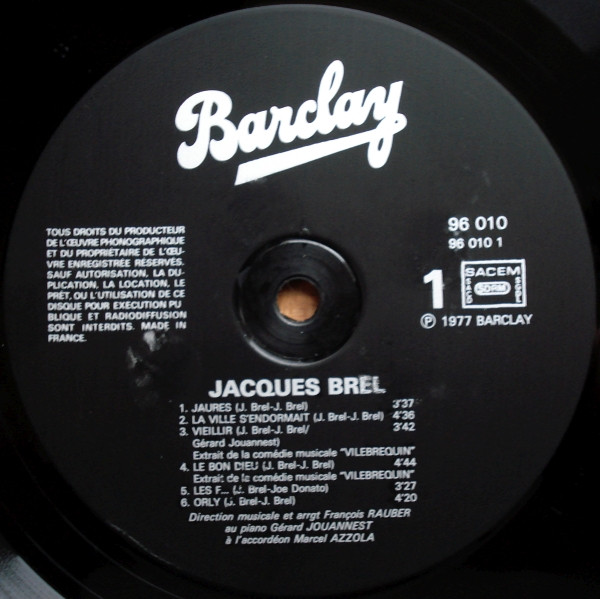 Barclay
TOUS DROITS DU PRODUCTEUR
DE L'ŒUVRE PHONOGRAPHIQUE
ET DU PROPRIÉTAIRE DE L'ŒU-
VRE ENREGISTRÉE RÉSERVÉS.
SAUF AUTORISATION, LA DU-
PLICATION, LA LOCATION, LE
PRÊT, OU L'UTILISATION DE CE
DISQUE POUR EXECUTION PU
BLIQUE ET RADIODIFFUSION
SONT INTERDITS. MADE IN
FRANCE.
96 010
96 010 1
1
SACEM
SACD
SDRM
SGDL
Ⓟ 1977 BARCLAY
JACQUES BREL
1. JAURES (J. Brel-J. Brel) 3'37
2. LA VILLE S'ENDORMAIT (J. Brel-J. Brel) 4'36
3. VIEILLIR (J. Brel-J. Brel/ 3'42
Gérard Jouannest)
Extrait de la comédie musicale "VILEBREQUIN"
4. LE BON DIEU (J. Brel-J. Brel) 4'44
Extrait de la comédie musicale "VILEBREQUIN"
5. LES F... (J. Brel-Joe Donato) 3'27
6. ORLY (J. Brel-J. Brel) 4'20
Direction musicale et arrgt François RAUBER
au piano Gérard JOUANNEST
à l'accordéon Marcel AZZOLA